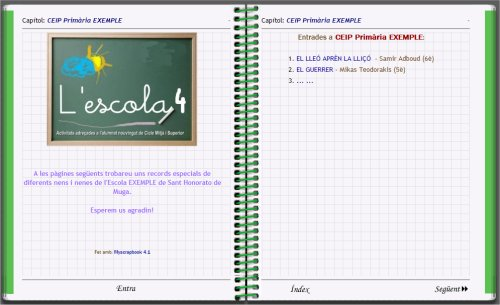 Capítol: CEIP Primària EXEMPLE
L'escola 4
Activitats adreçades a l'alumnat nouvingut de Cicle Mitjà i Superior
A les pàgines següents trobareu uns records especials de
diferents nens i nenes de l'Escola EXEMPLE de Sant Honorato de
Muga.
Esperem us agradin!
Fet amb: Myscrapbook 4.1
Entra
Capítol: CEIP Primària EXEMPLE
Entrades a CEIP Primària EXEMPLE:
1. EL LLEÓ APRÈN LA LLIÇÓ - Samir Adboud (6è)
2. EL GUERRER - Mikas Teodorakis (5è)
3. ... ...
Índex
Següent